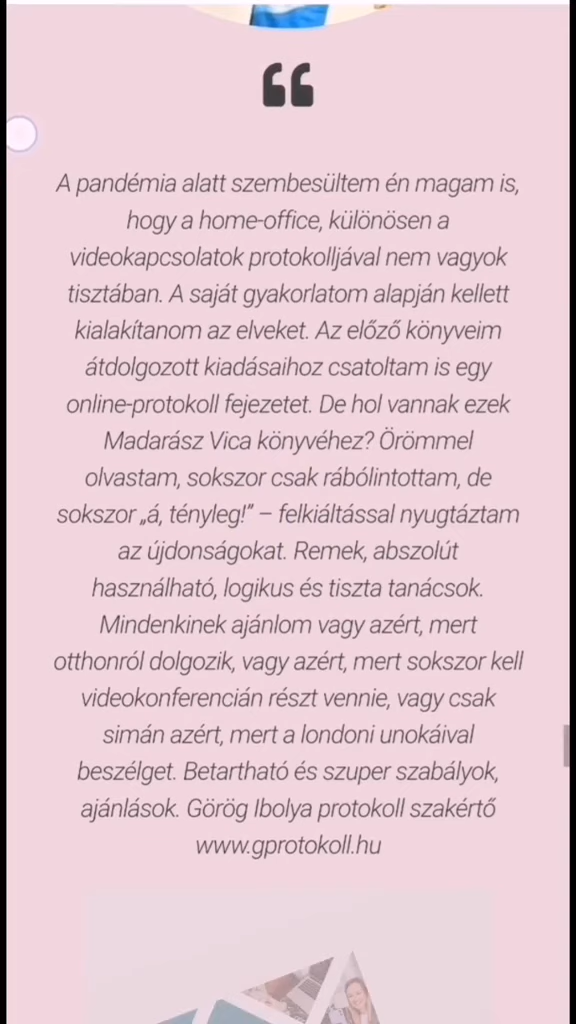 A pandémia alatt szembesültem én magam is,
hogy a home-office, különösen a
videokapcsolatok protokolljával nem vagyok
tisztában. A saját gyakorlatom alapján kellett
kialakítanom az elveket. Az előző könyveim
átdolgozott kiadásaihoz csatoltam is egy
online-protokoll fejezetet. De hol vannak ezek
Madarász Vica könyvéhez? Örömmel
olvastam, sokszor csak rábólintottam, de
sokszor „á, tényleg!” – felkiáltással nyugtáztam
az újdonságokat. Remek, abszolút
használható, logikus és tiszta tanácsok.
Mindenkinek ajánlom vagy azért, mert
otthonról dolgozik, vagy azért, mert sokszor kell
videokonferencián részt vennie, vagy csak
simán azért, mert a londoni unokáival
beszélget. Betartható és szuper szabályok,
ajánlások. Görög Ibolya protokoll szakértő
www.gprotokoll.hu